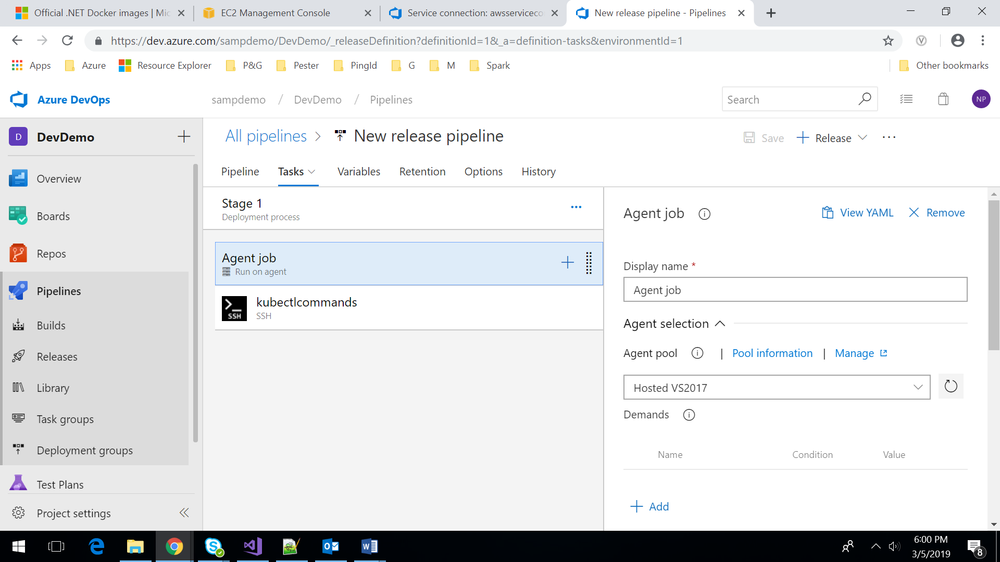 Official .NET Docker images | Mic
EC2 Management Console
Service connection: awsserviceco
New release pipeline - Pipelines
https://dev.azure.com/sampdemo/DevDemo/_releaseDefinition?definitionId=1&_a=definition-tasks&environmentId=1
Apps
Azure
Resource Explorer
P&G
Pester
PingId
G
M
Spark
Other bookmarks
Azure DevOps
sampdemo / DevDemo / Pipelines
Search
NP
D
DevDemo
All pipelines > New release pipeline
Save
Release
Pipeline
Tasks
Variables
Retention
Options
History
Overview
Boards
Repos
Pipelines
Builds
Releases
Library
Task groups
Deployment groups
Test Plans
Project settings
Stage 1
Deployment process
Agent job
Run on agent
SSH
kubectlcommands
SSH
Agent job
View YAML
Remove
Display name *
Agent job
Agent selection
Agent pool | Pool information | Manage
Hosted VS2017
Demands
Name Condition Value
Add
6:00 PM
3/5/2019
8